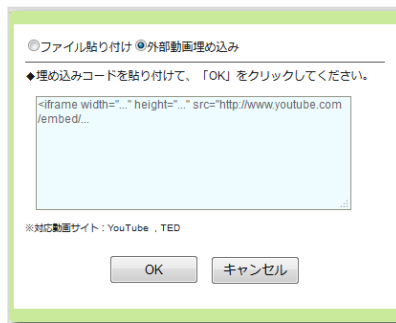 ファイル貼り付け 外部動画埋め込み
◆埋め込みコードを貼り付けて、「OK」をクリックしてください。
<iframe width="..." height="..." src="http://www.youtube.com
/embed/...
※対応動画サイト：YouTube , TED
OK キャンセル